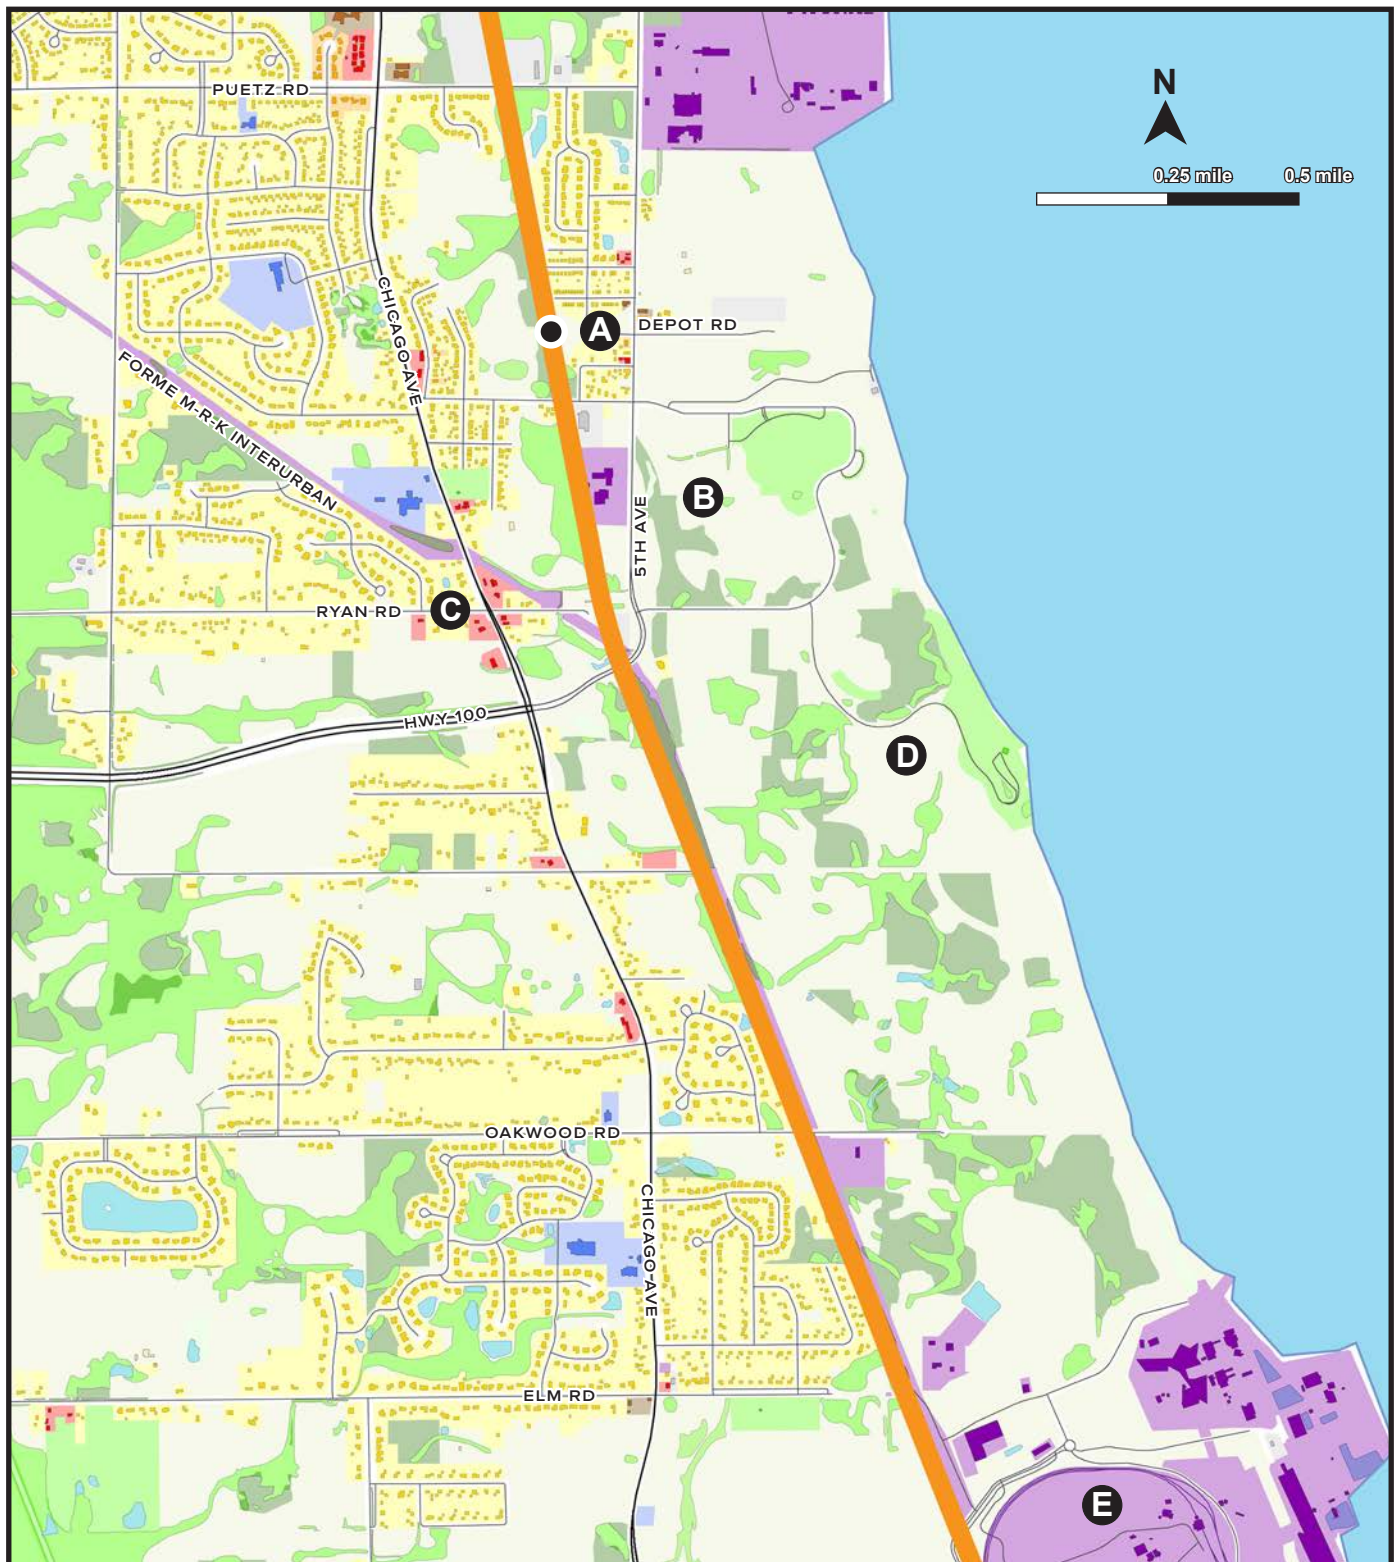 PUETZ RD
N
0.25 mile 0.5 mile
CHICAGO AVE
A
DEPOT RD
FORME M-R-K INTERURBAN
B
5TH AVE
RYAN RD
C
HWY 100
D
OAKWOOD RD
CHICAGO AVE
ELM RD
E